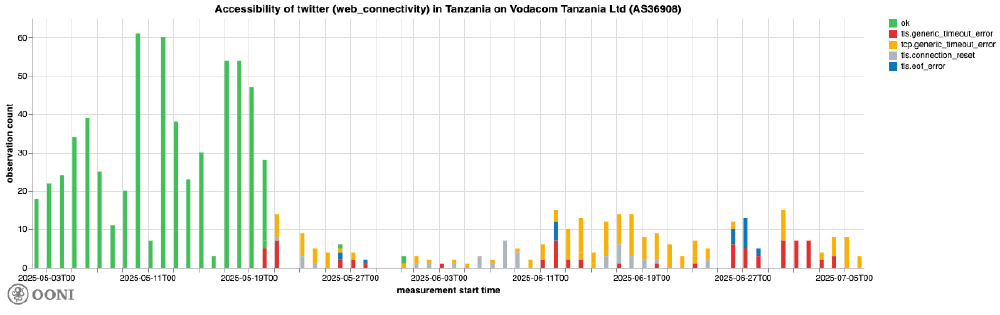 Accessibility of twitter (web_connectivity) in Tanzania on Vodacom Tanzania Ltd (AS36908)
ok
tls.generic_timeout_error
tcp.generic_timeout_error
tls.connection_reset
tls.eof_error
observation count
60
50
40
30
20
10
0
2025-05-03T00
2025-05-11T00
2025-05-19T00
2025-05-27T00
2025-06-03T00
2025-06-11T00
2025-06-19T00
2025-06-27T00
2025-07-05T00
measurement start time
OONI